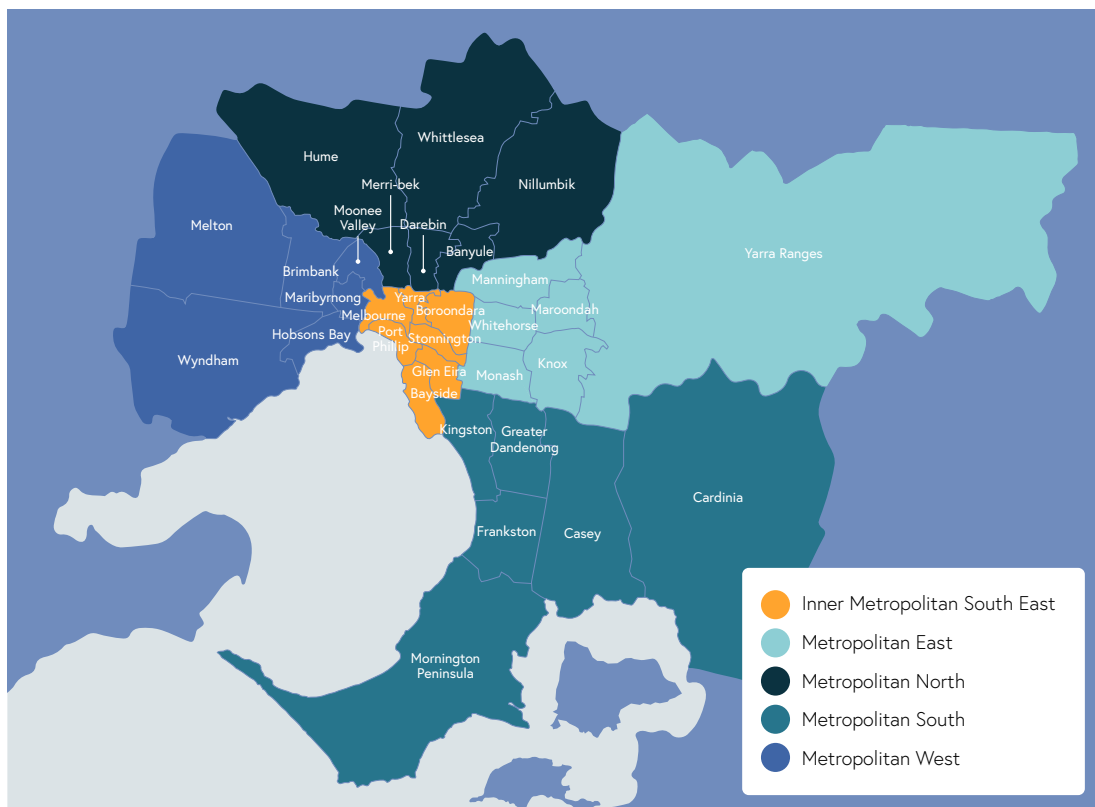 Whittlesea
Hume
Merri-bek
Nillumbik
Moonee
Valley
Darebin
Melton
Banyule
Yarra Ranges
Brimbank
Manningham
Maribyrnong
Yarra
Boroondara
Maroondah
Melbourne
Whitehorse
Hobsons Bay
Port
Phillip
Stonnington
Wyndham
Knox
Glen Eira
Monash
Bayside
Kingston
Greater
Dandenong
Cardinia
Frankston
Casey
Mornington
Peninsula
Inner Metropolitan South East
Metropolitan East
Metropolitan North
Metropolitan South
Metropolitan West